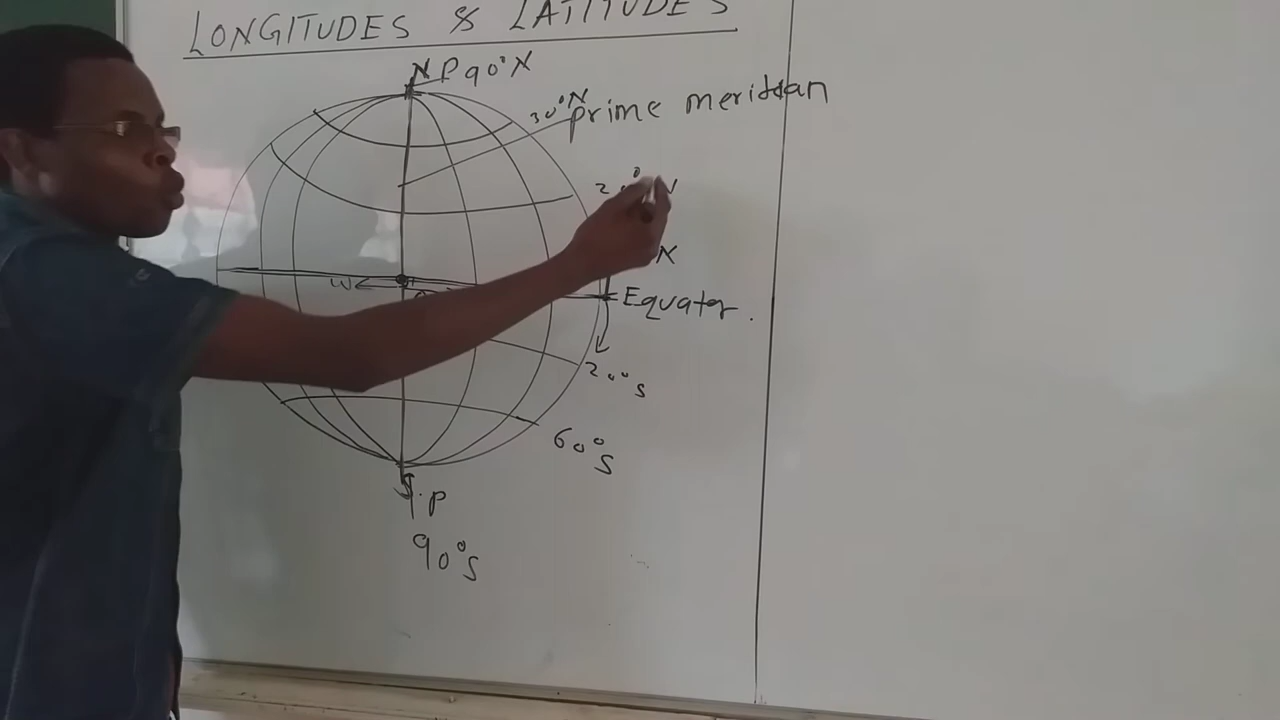 LONGITUDES & LATITUDES
N P 90°N
30°N
prime meridian
20°N
N
W
Equator.
20°S
60°S
S.P
90°S